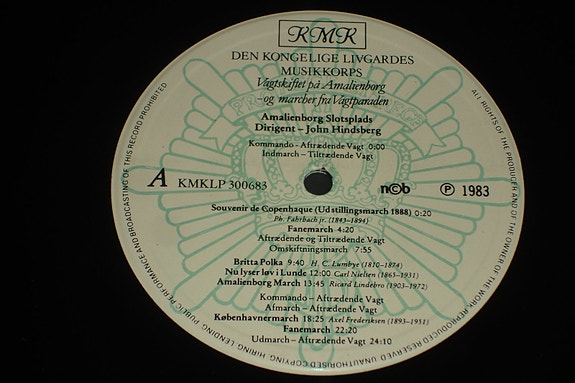 KMK
DEN KONGELIGE LIVGARDES
MUSIKKORPS
Vagtskiftet på Amalienborg
- og marcher fra Vagtparaden
Amalienborg Slotsplads
Dirigent – John Hindsberg
Kommando - Aftrædende Vagt 0:00
Indmarch – Tiltrædende Vagt
A KMKLP 300683
n©b Ⓟ 1983
Souvenir de Copenhaque (Udstillingsmarch 1888) 0:20
Ph. Fahrbach jr. (1843–1894)
Fanemarch 4:20
Aftrædende og Tiltrædende Vagt
Omskiftningsmarch 7:55
Britta Polka 9:40 H. C. Lumbye (1810–1874)
Nu lyser løv i Lunde 12:00 Carl Nielsen (1863–1931)
Amalienborg March 13:45 Ricard Lindebro (1903–1972)
Kommando – Aftrædende Vagt
Afmarch – Aftrædende Vagt
Københavnermarch 18:25 Axel Frederiksen (1893–1951)
Fanemarch 22:20
Udmarch – Aftrædende Vagt 24:10
ALL RIGHTS OF THE PRODUCER AND OF THE OWNER OF THE WORK REPRODUCED RESERVED UNAUTHORISED COPYING HIRING LENDING PUBLIC PERFORMANCE AND BROADCASTING OF THIS RECORD PROHIBITED